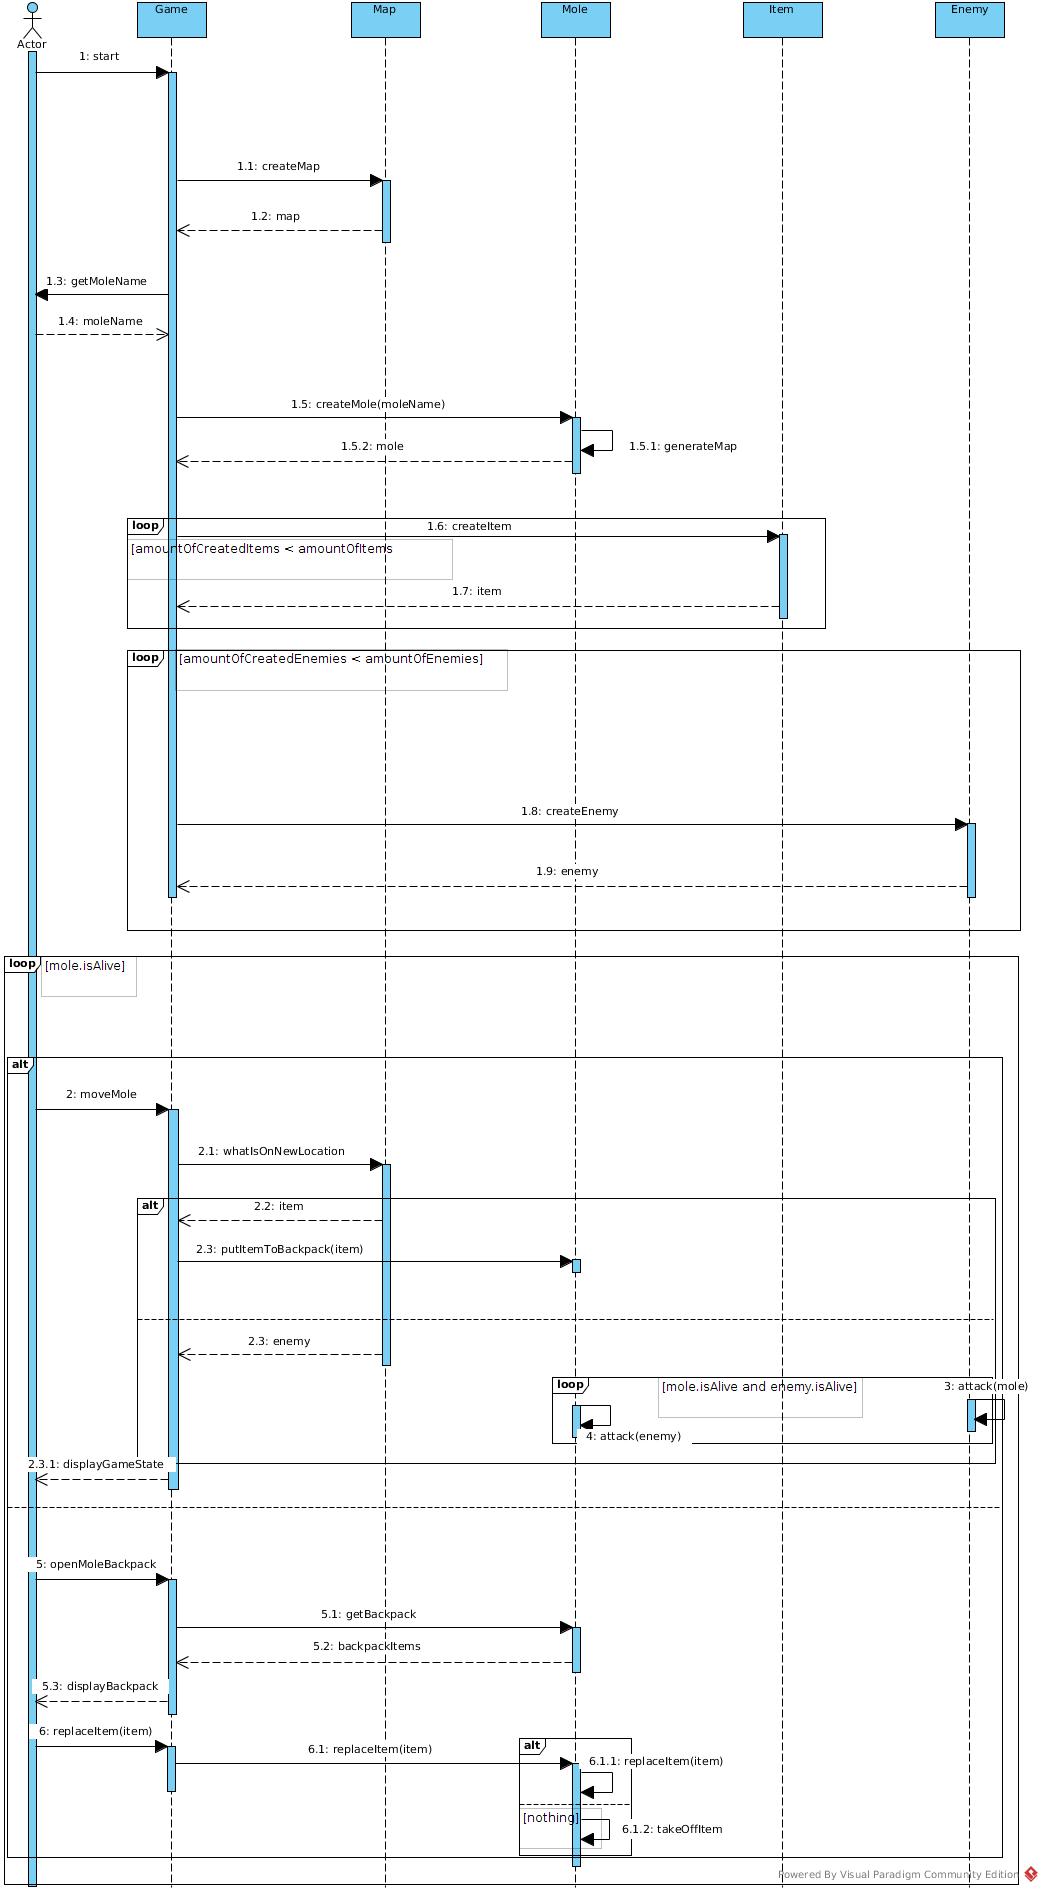 Game
Map
Mole
Item
Enemy
Actor
1: start
1.1: createMap
1.2: map
1.3: getMoleName
1.4: moleName
1.5: createMole(moleName)
1.5.2: mole
1.5.1: generateMap
loop
1.6: createItem
[amountOfCreatedItems < amountOfItems
1.7: item
loop
[amountOfCreatedEnemies < amountOfEnemies]
1.8: createEnemy
1.9: enemy
loop
[mole.isAlive]
alt
2: moveMole
2.1: whatIsOnNewLocation
alt
2.2: item
2.3: putItemToBackpack(item)
2.3: enemy
loop
[mole.isAlive and enemy.isAlive]
3: attack(mole)
4: attack(enemy)
2.3.1: displayGameState
5: openMoleBackpack
5.1: getBackpack
5.2: backpackItems
5.3: displayBackpack
6: replaceItem(item)
6.1: replaceItem(item)
alt
6.1.1: replaceItem(item)
[nothing]
6.1.2: takeOffItem
Powered By Visual Paradigm Community Edition